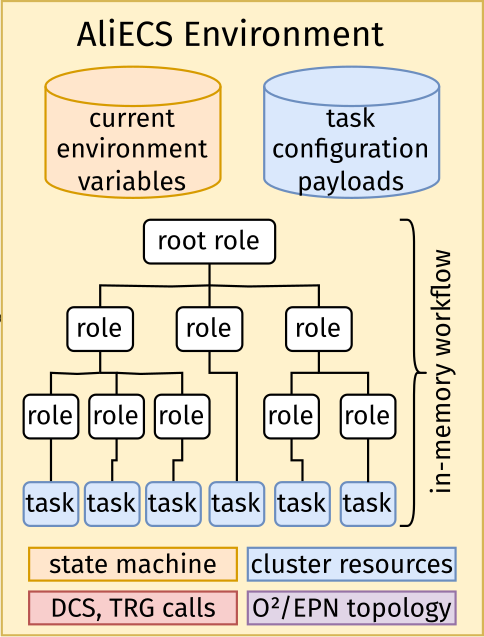 AliECS Environment
current
environment
variables
task
configuration
payloads
root role
role
role
role
role
role
role
role
role
task
task
task
task
task
task
in-memory workflow
state machine
cluster resources
DCS, TRG calls
O²/EPN topology